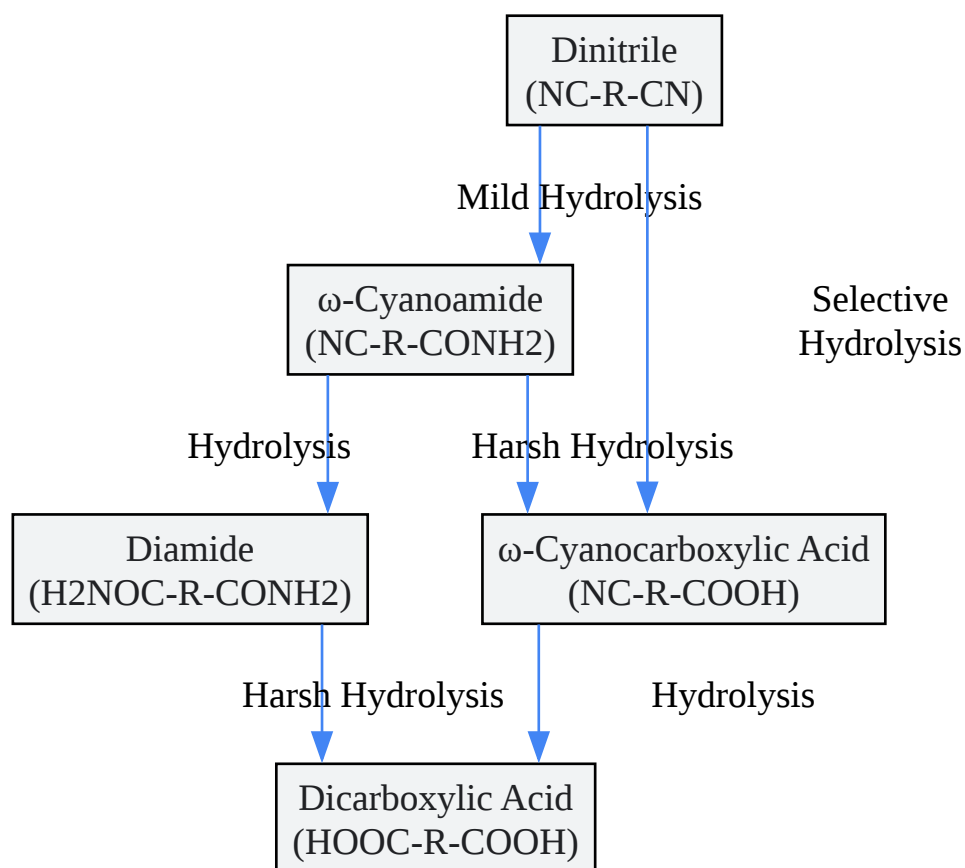 Dinitrile
(NC-R-CN)
Mild Hydrolysis
ω-Cyanoamide
(NC-R-CONH2)
Selective
Hydrolysis
Hydrolysis
Harsh Hydrolysis
Diamide
(H2NOC-R-CONH2)
ω-Cyanocarboxylic Acid
(NC-R-COOH)
Harsh Hydrolysis
Hydrolysis
Dicarboxylic Acid
(HOOC-R-COOH)